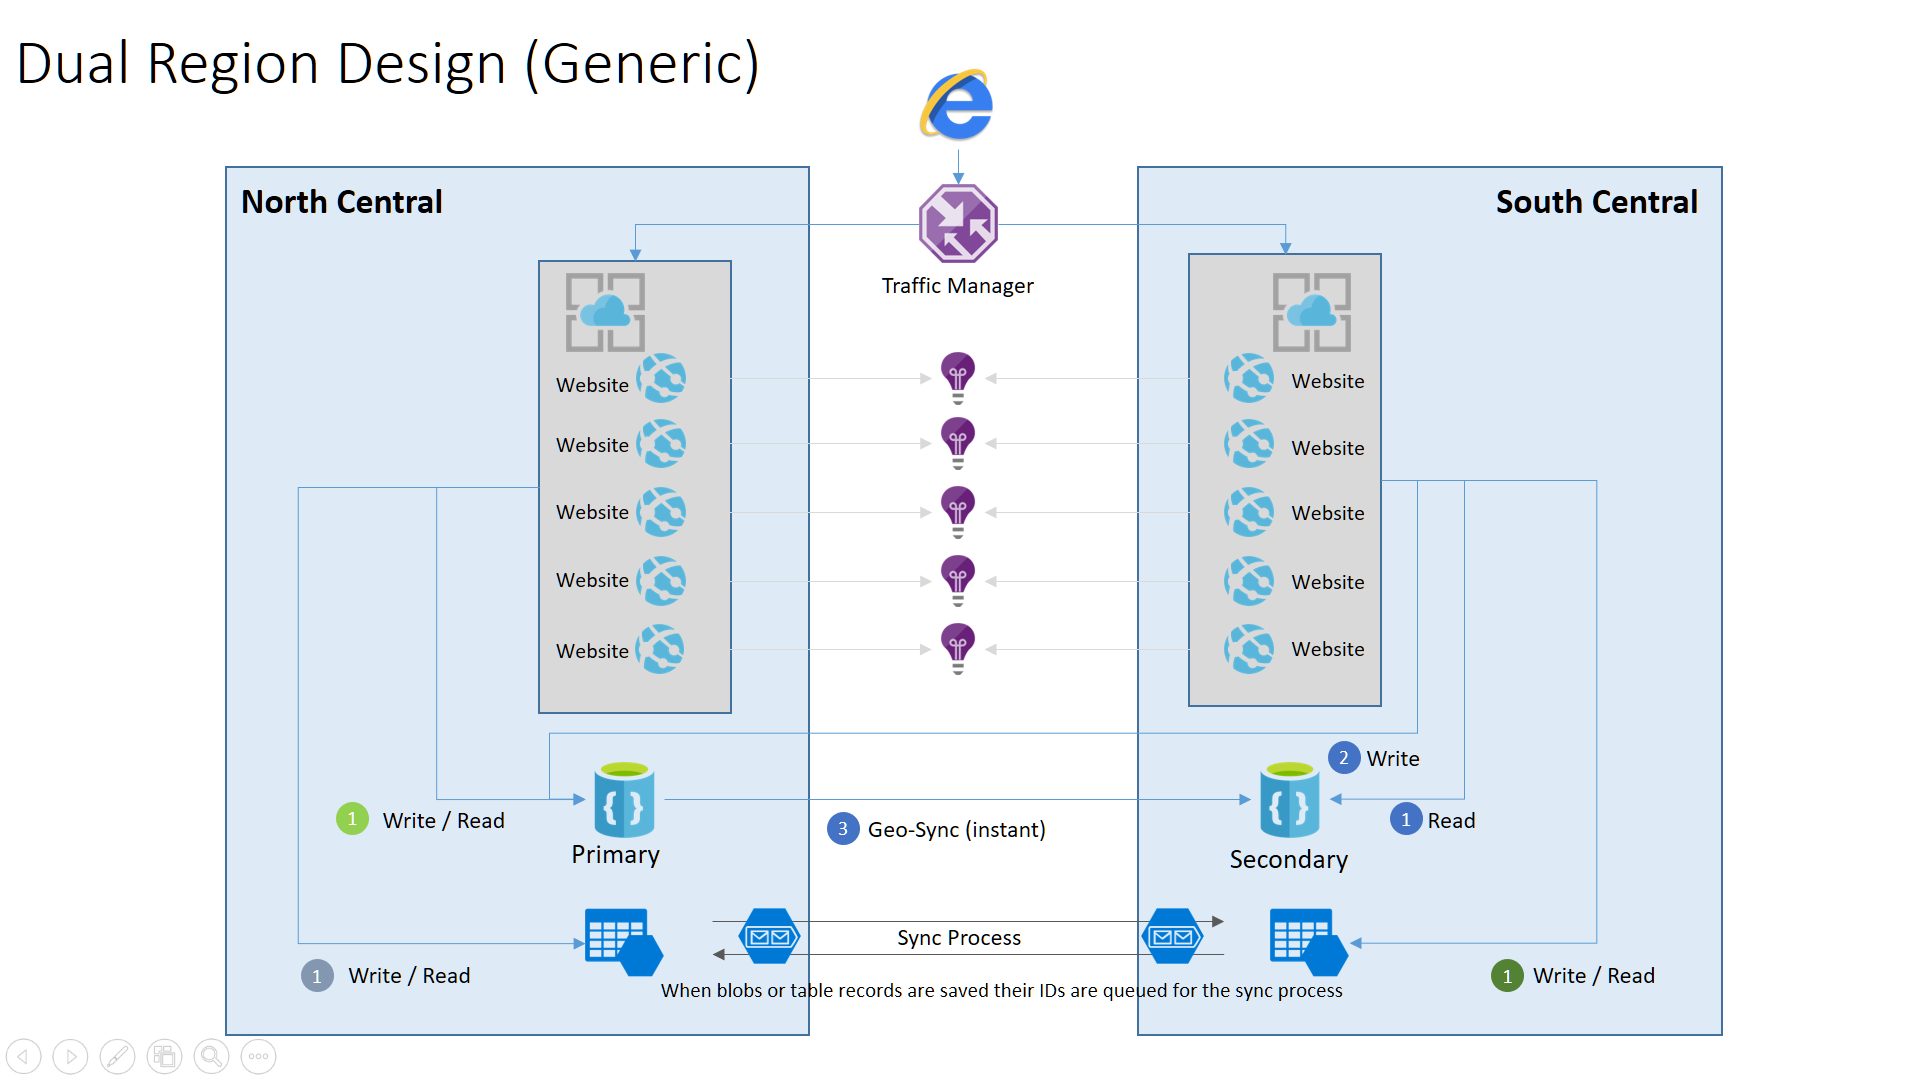 Dual Region Design (Generic)
North Central
South Central
Traffic Manager
Website
Website
Website
Website
Website
Website
Website
Website
Website
Website
2 Write
1 Write / Read
3 Geo-Sync (instant)
1 Read
Primary
Secondary
Sync Process
1 Write / Read
1 Write / Read
When blobs or table records are saved their IDs are queued for the sync process